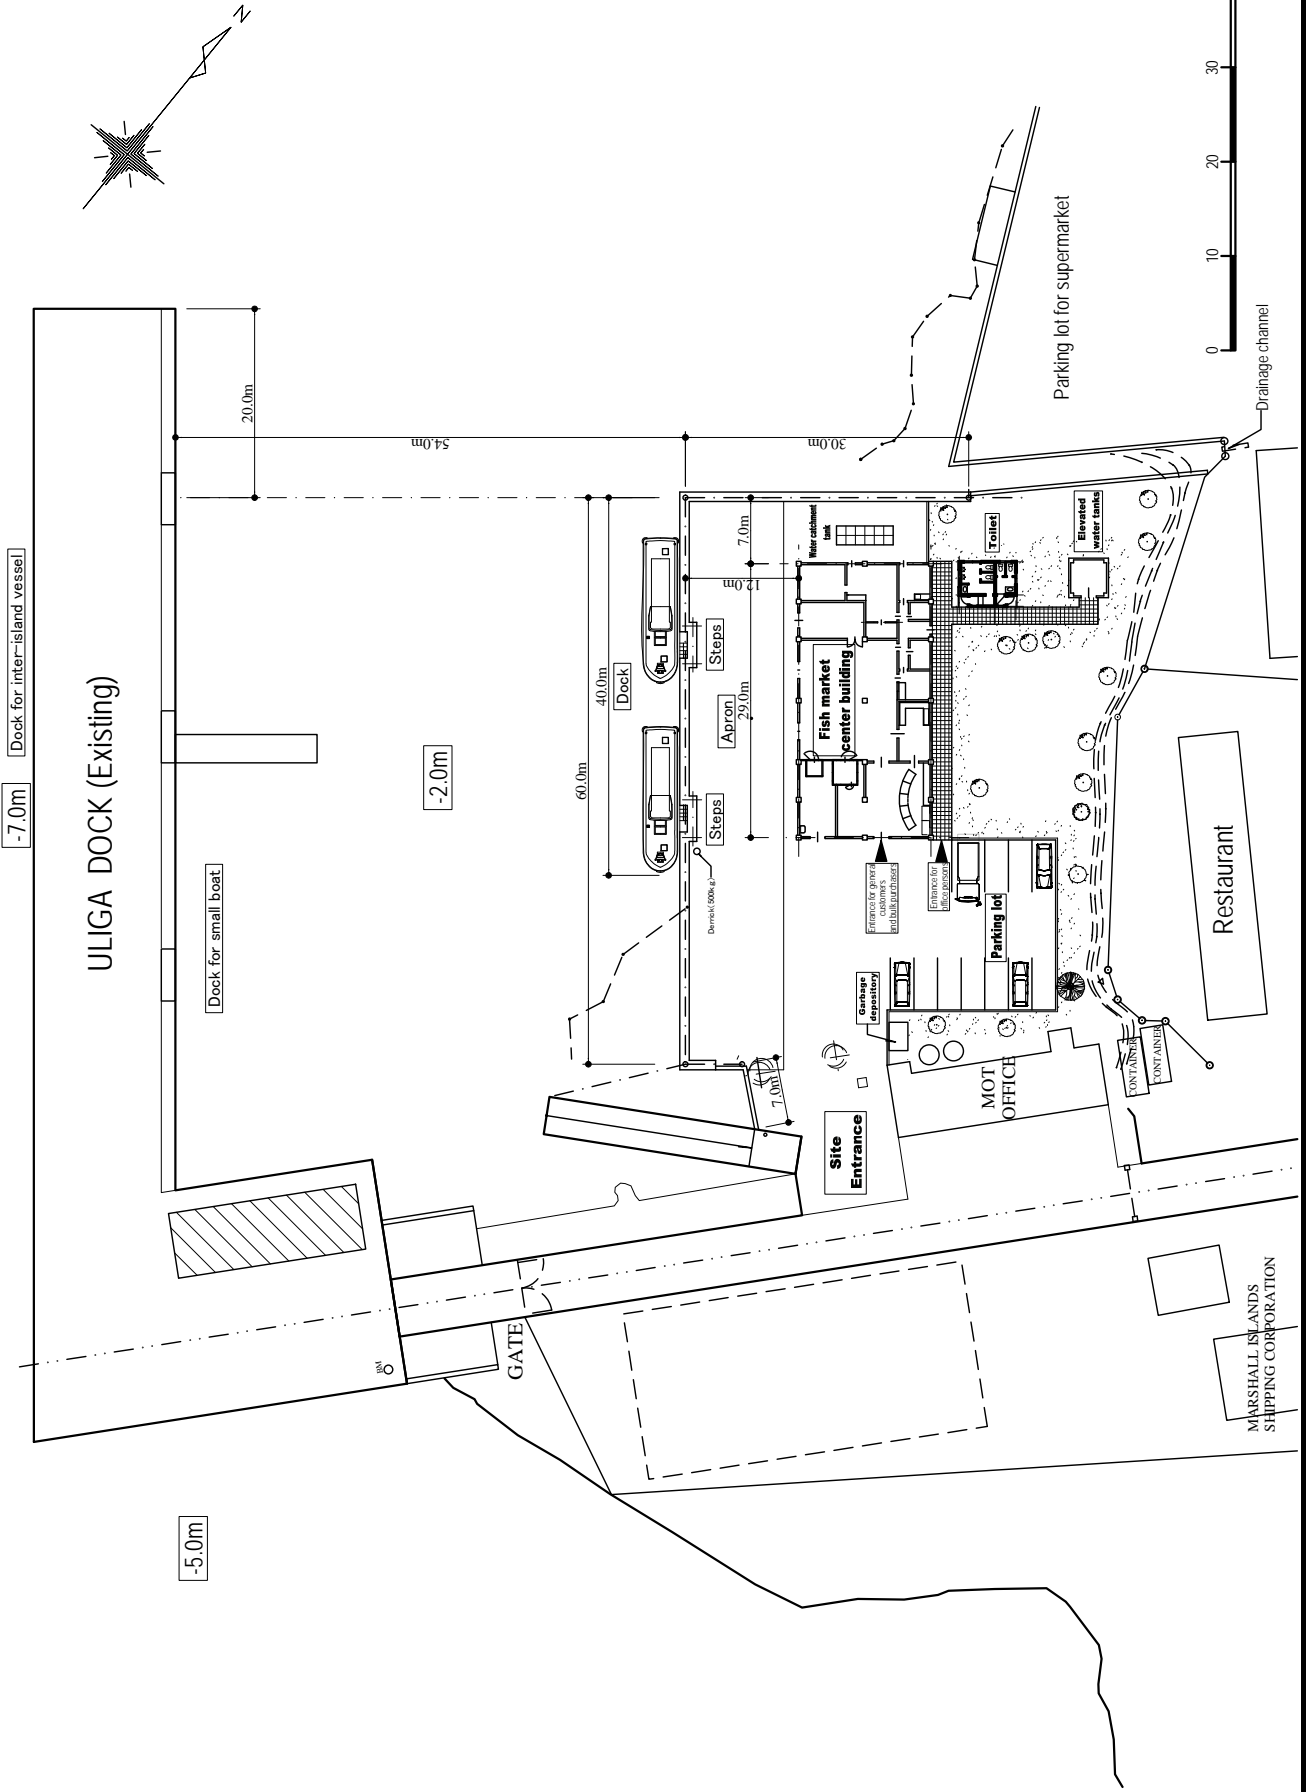 N
-7.0m
Dock for inter-island vessel
ULIGA DOCK (Existing)
Dock for small boat
20.0m
54.0m
30.0m
-2.0m
60.0m
40.0m
Dock
Steps
Steps
Apron
29.0m
7.0m
12.0m
Derrick(500kg)
Water catchment
tank
Fish market
center building
Toilet
Elevated
water tanks
Entrance for general
customers
and bulk purchasers
Entrance for
office persons
Parking lot
Garbage
depository
7.0m
Site
Entrance
MOT
OFFICE
CONTAINER
CONTAINER
Restaurant
Parking lot for supermarket
Drainage channel
0
10
20
30
BM
GATE
-5.0m
MARSHALL ISLANDS
SHIPPING CORPORATION